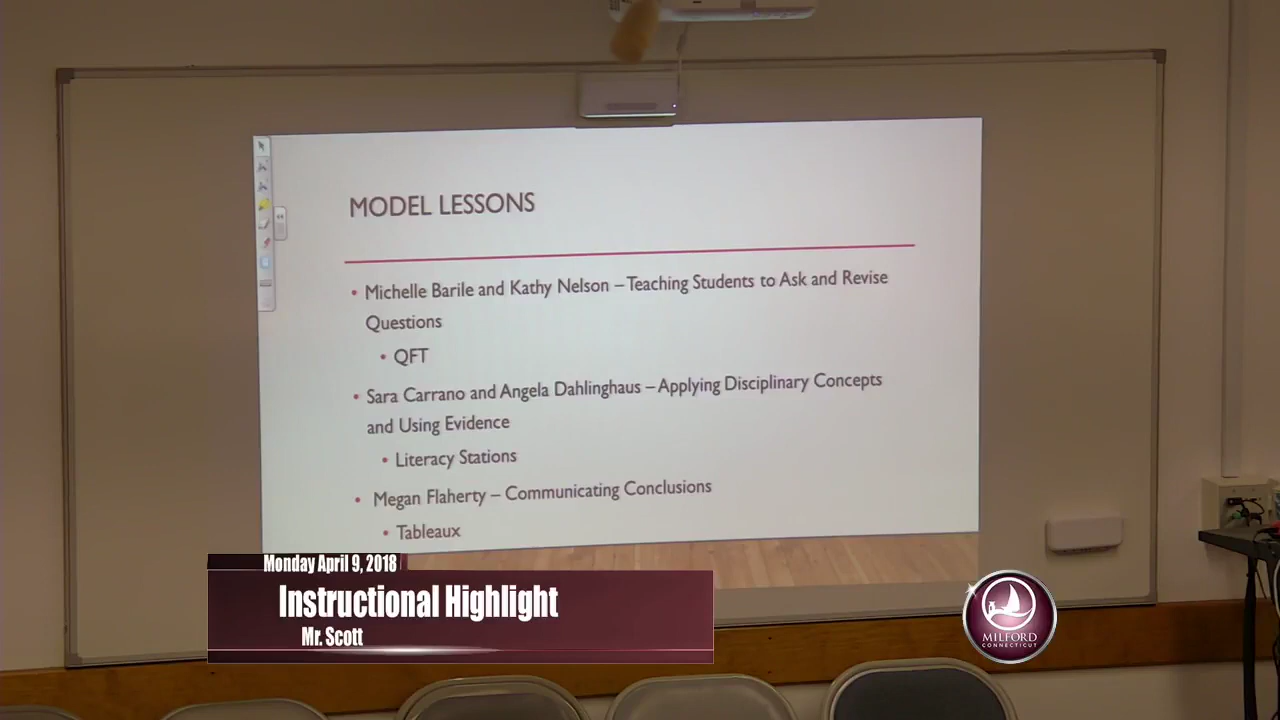 MODEL LESSONS
• Michelle Barile and Kathy Nelson – Teaching Students to Ask and Revise
Questions
• QFT
• Sara Carrano and Angela Dahlinghaus – Applying Disciplinary Concepts
and Using Evidence
• Literacy Stations
• Megan Flaherty – Communicating Conclusions
• Tableaux
Monday April 9, 2018
Instructional Highlight
Mr. Scott
MILFORD
CONNECTICUT